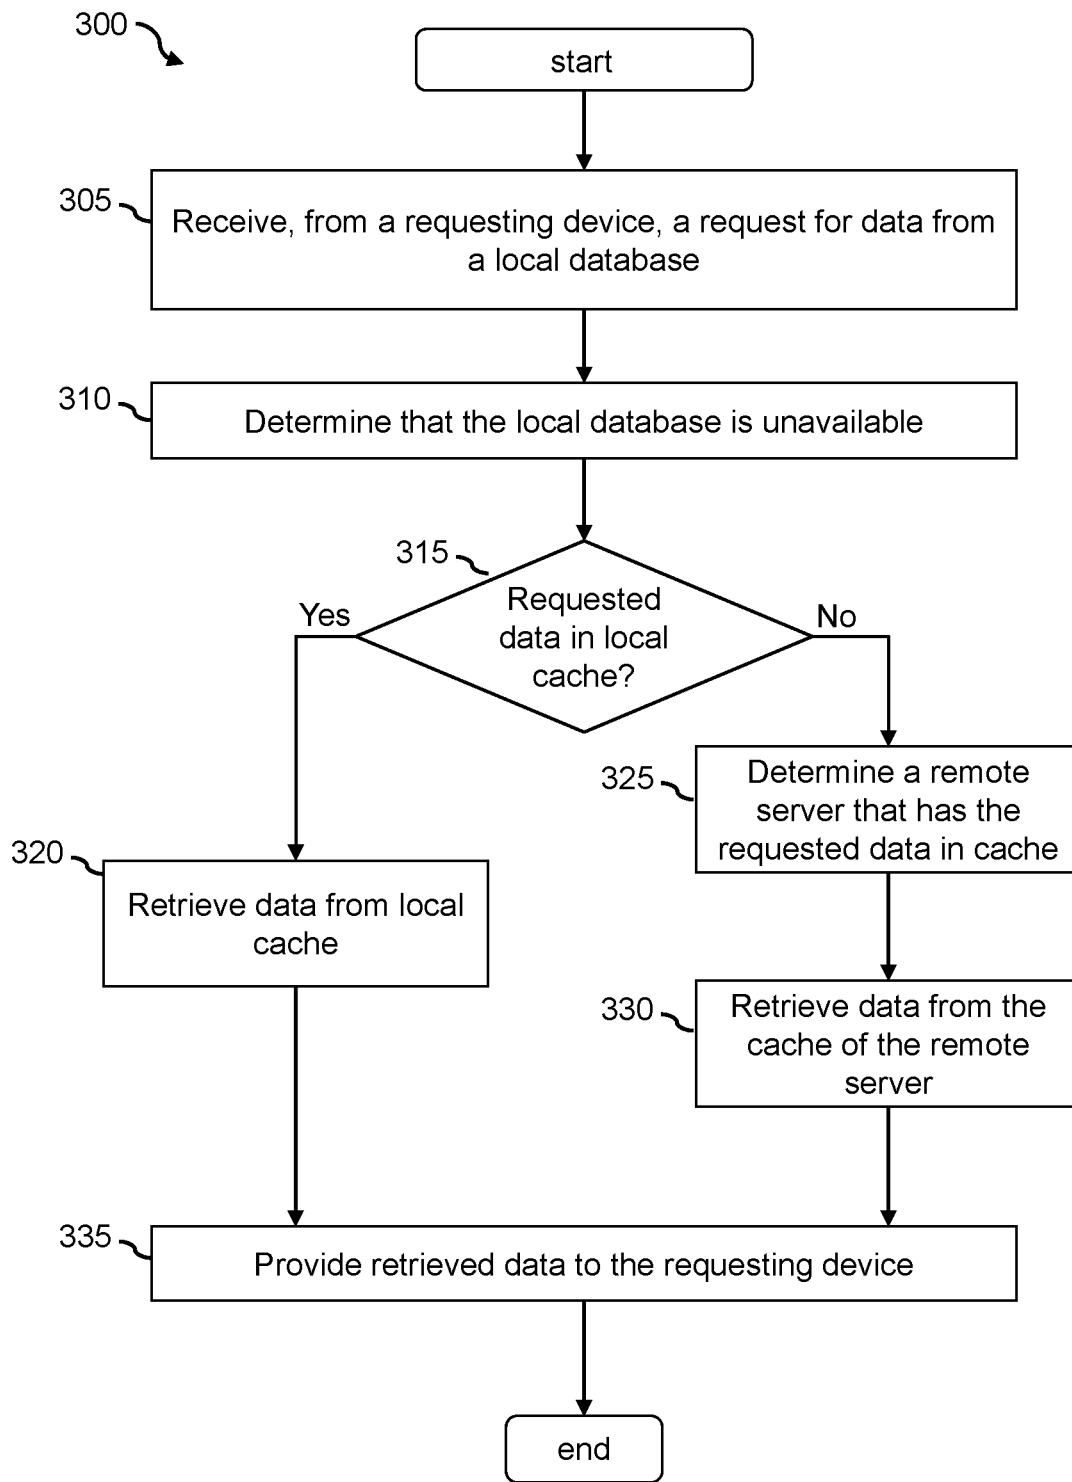 300
start
305
Receive, from a requesting device, a request for data from
a local database
310
Determine that the local database is unavailable
315
Requested
data in local
cache?
Yes
No
325
Determine a remote
server that has the
requested data in cache
320
Retrieve data from local
cache
330
Retrieve data from the
cache of the remote
server
335
Provide retrieved data to the requesting device
end